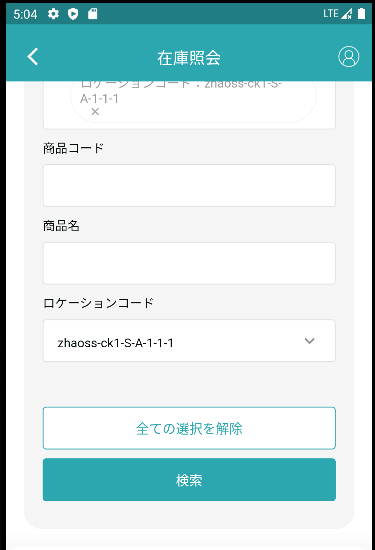 5:04
LTE
在庫照会
ロケーションコード：zhaoss-ck1-S-
A-1-1-1
×
商品コード
商品名
ロケーションコード
zhaoss-ck1-S-A-1-1-1
全ての選択を解除
検索